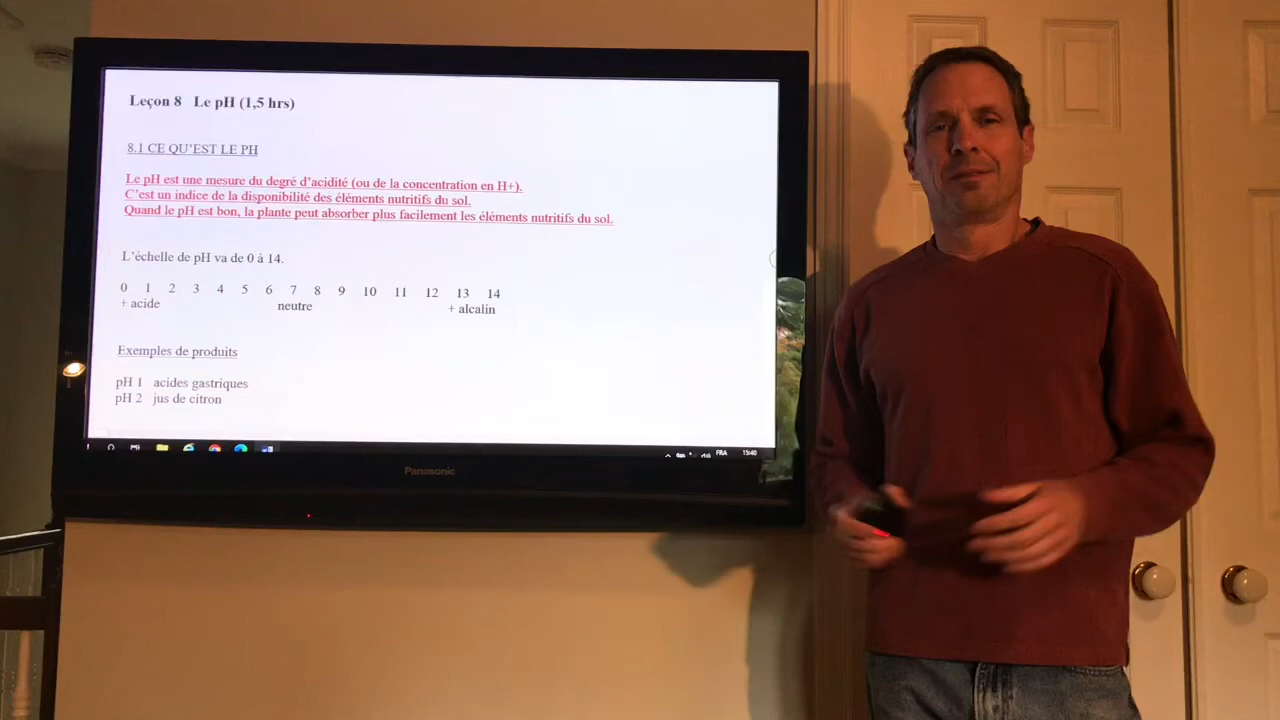 Leçon 8 Le pH (1,5 hrs)
8.1 CE QU'EST LE PH
Le pH est une mesure du degré d'acidité (ou de la concentration en H+).
C'est un indice de la disponibilité des éléments nutritifs du sol.
Quand le pH est bon, la plante peut absorber plus facilement les éléments nutritifs du sol.
L'échelle de pH va de 0 à 14.
0 1 2 3 4 5 6 7 8 9 10 11 12 13 14
+ acide neutre + alcalin
Exemples de produits
pH 1 acides gastriques
pH 2 jus de citron
FRA 15:40
Panasonic